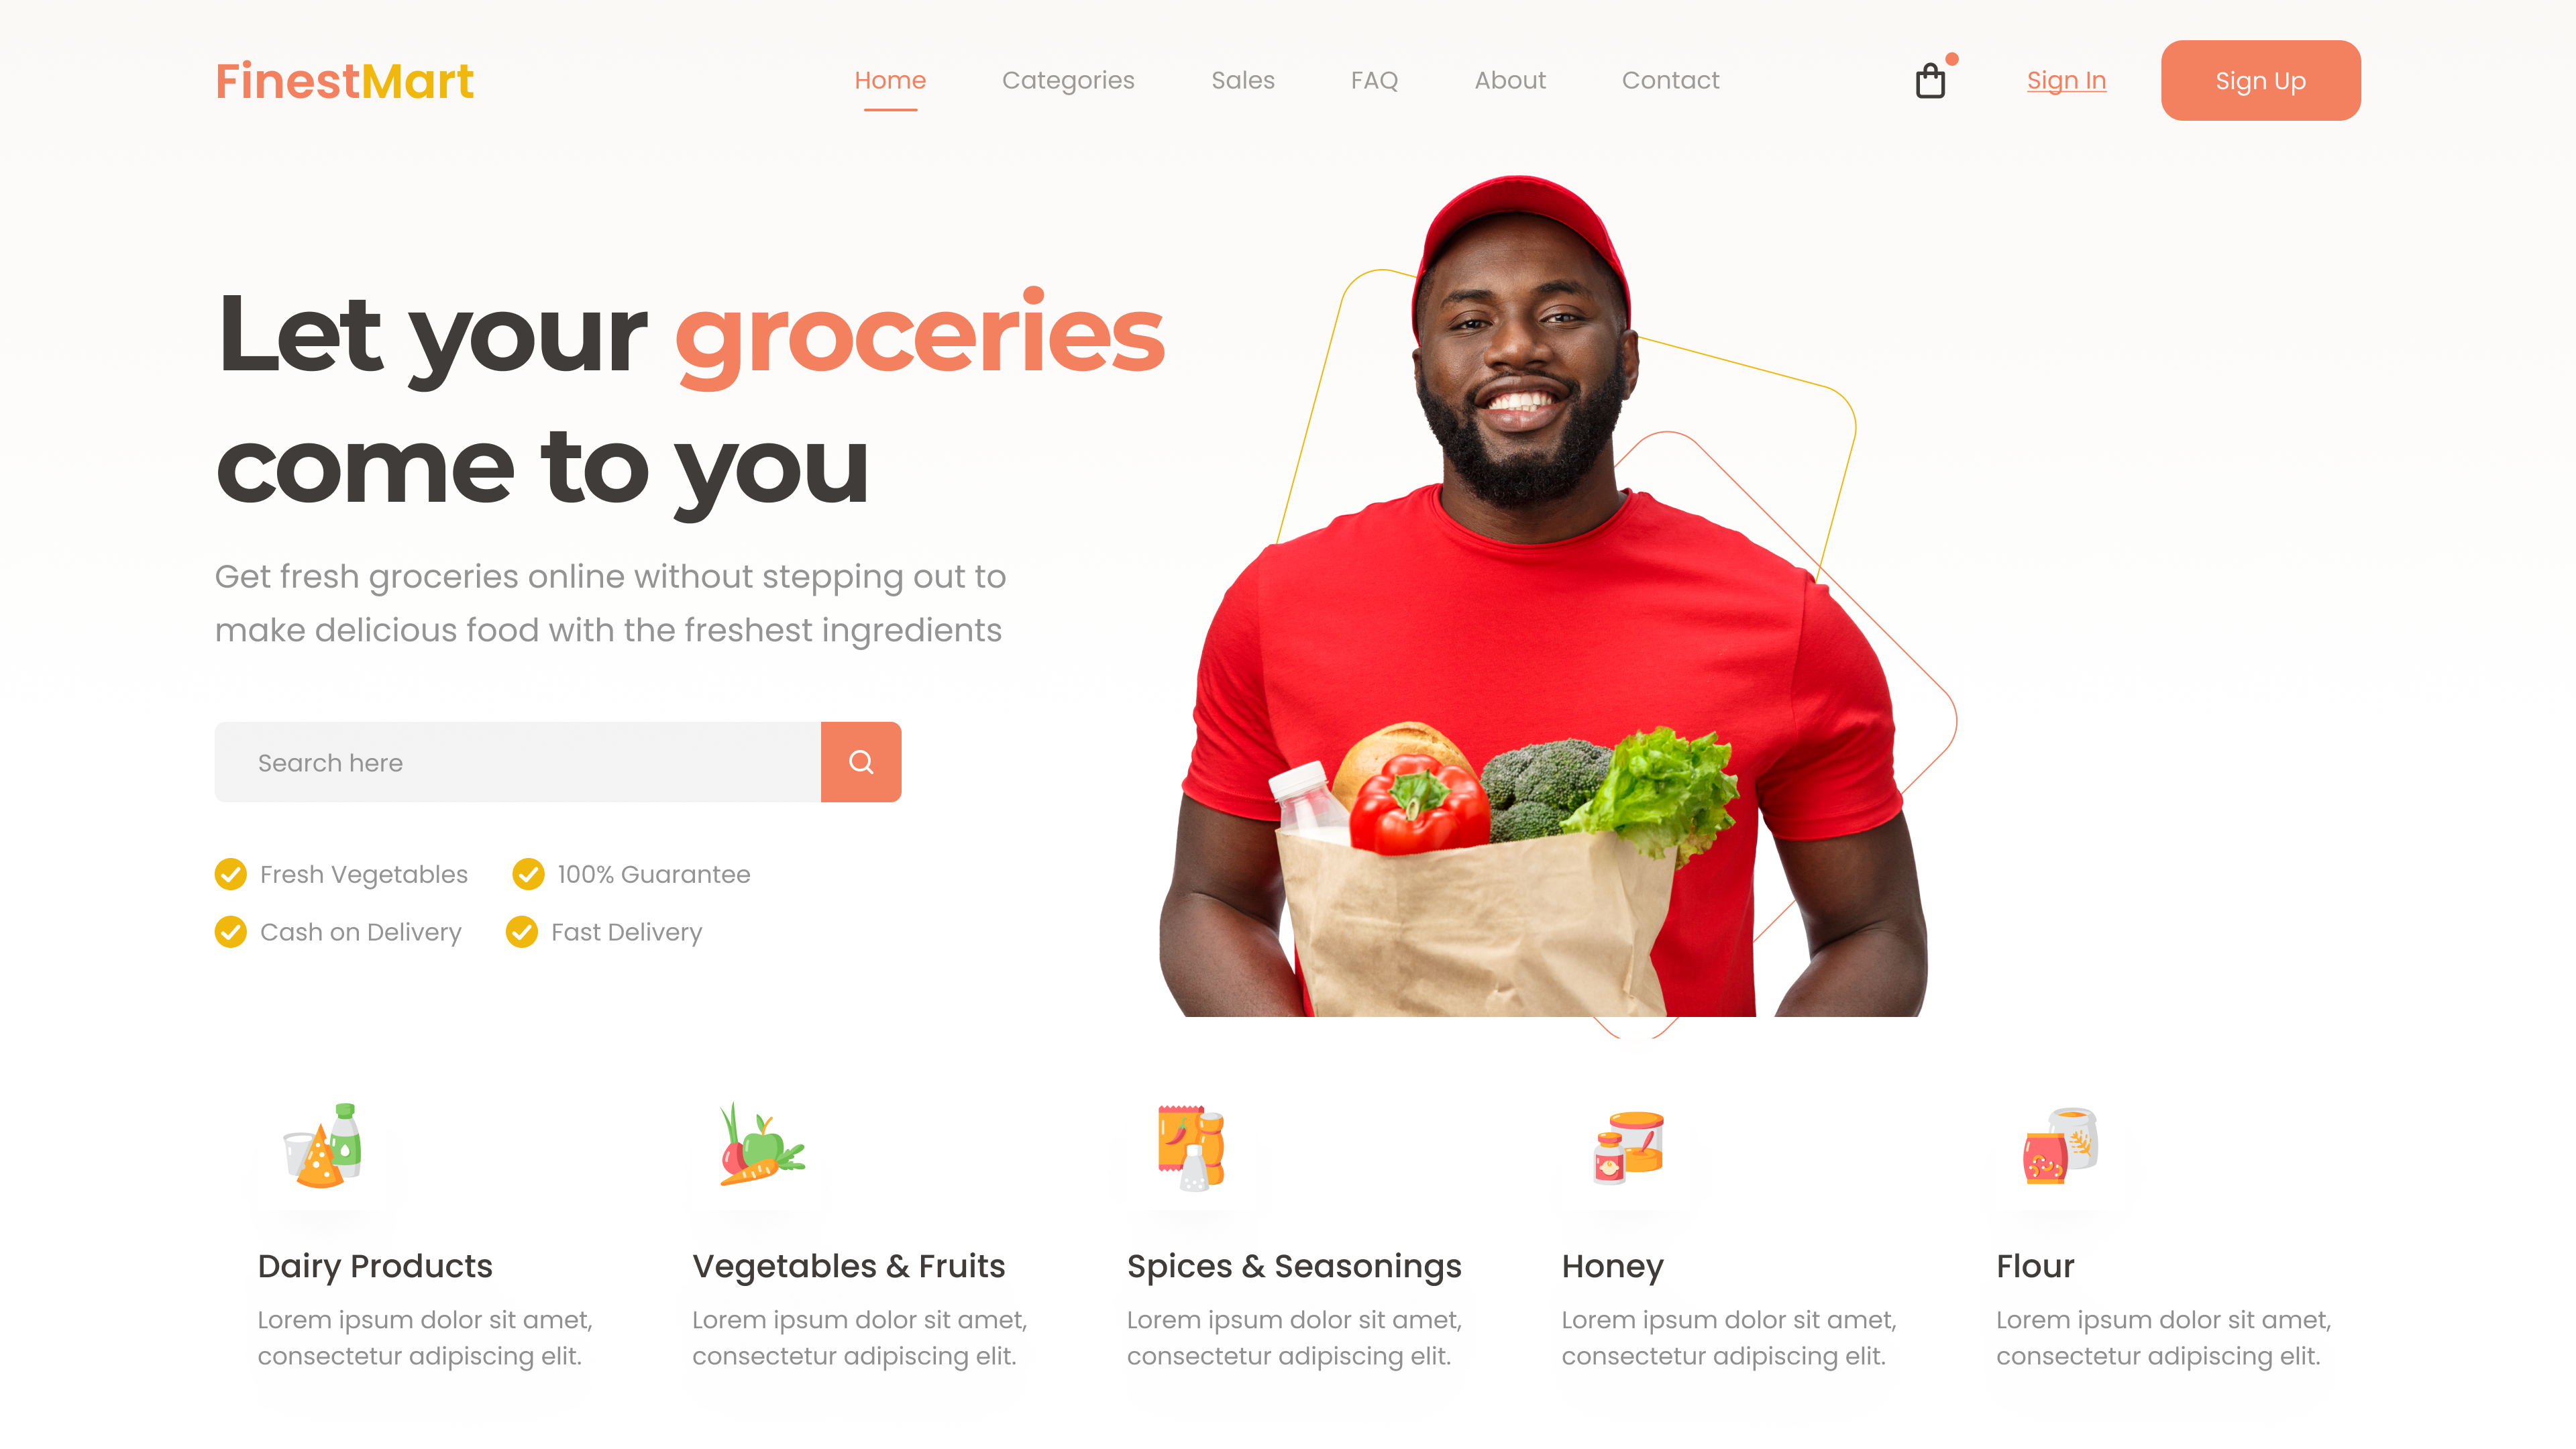 FinestMart
Home Categories Sales FAQ About Contact Sign In Sign Up
Let your groceries
come to you
Get fresh groceries online without stepping out to
make delicious food with the freshest ingredients
Search here
Fresh Vegetables 100% Guarantee
Cash on Delivery Fast Delivery
Dairy Products
Lorem ipsum dolor sit amet,
consectetur adipiscing elit.
Vegetables & Fruits
Lorem ipsum dolor sit amet,
consectetur adipiscing elit.
Spices & Seasonings
Lorem ipsum dolor sit amet,
consectetur adipiscing elit.
Honey
Lorem ipsum dolor sit amet,
consectetur adipiscing elit.
Flour
Lorem ipsum dolor sit amet,
consectetur adipiscing elit.